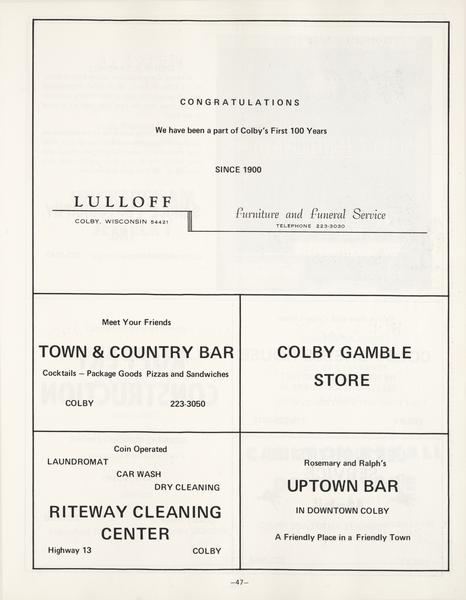 CONGRATULATIONS
We have been a part of Colby's First 100 Years
SINCE 1900
LULLOFF
COLBY, WISCONSIN 54421
Furniture and Funeral Service
TELEPHONE 223-3030
Meet Your Friends
TOWN & COUNTRY BAR
Cocktails — Package Goods Pizzas and Sandwiches
COLBY 223-3050
COLBY GAMBLE
STORE
Coin Operated
LAUNDROMAT
CAR WASH
DRY CLEANING
RITEWAY CLEANING
CENTER
Highway 13 COLBY
Rosemary and Ralph's
UPTOWN BAR
IN DOWNTOWN COLBY
A Friendly Place in a Friendly Town
—47—